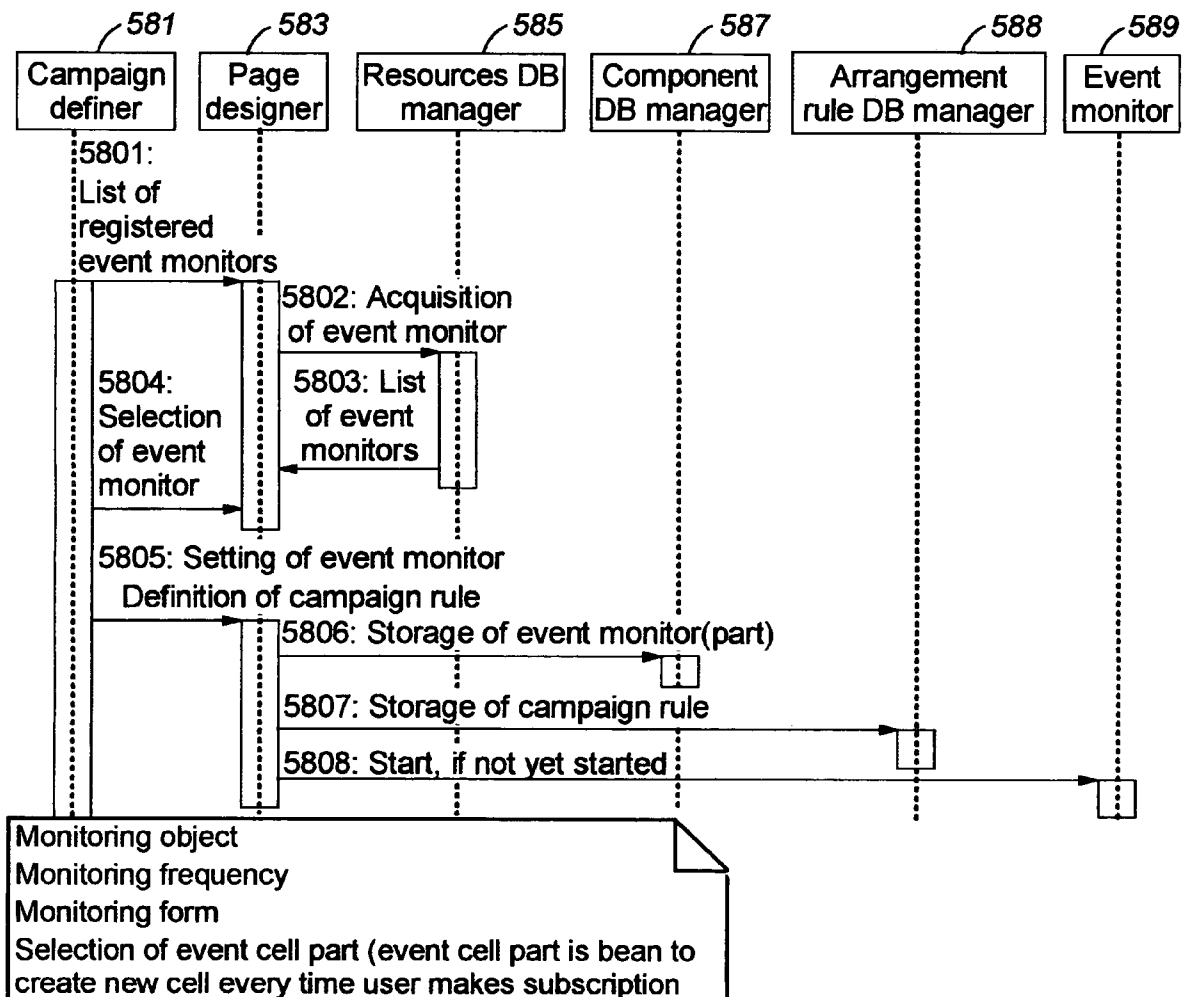 581
583
585
587
588
589
Campaign
definer
Page
designer
Resources DB
manager
Component
DB manager
Arrangement
rule DB manager
Event
monitor
5801:
List of
registered
event monitors
5802: Acquisition
of event monitor
5803: List
of event
monitors
5804:
Selection
of event
monitor
5805: Setting of event monitor
Definition of campaign rule
5806: Storage of event monitor(part)
5807: Storage of campaign rule
5808: Start, if not yet started
Monitoring object
Monitoring frequency
Monitoring form
Selection of event cell part (event cell part is bean to
create new cell every time user makes subscription